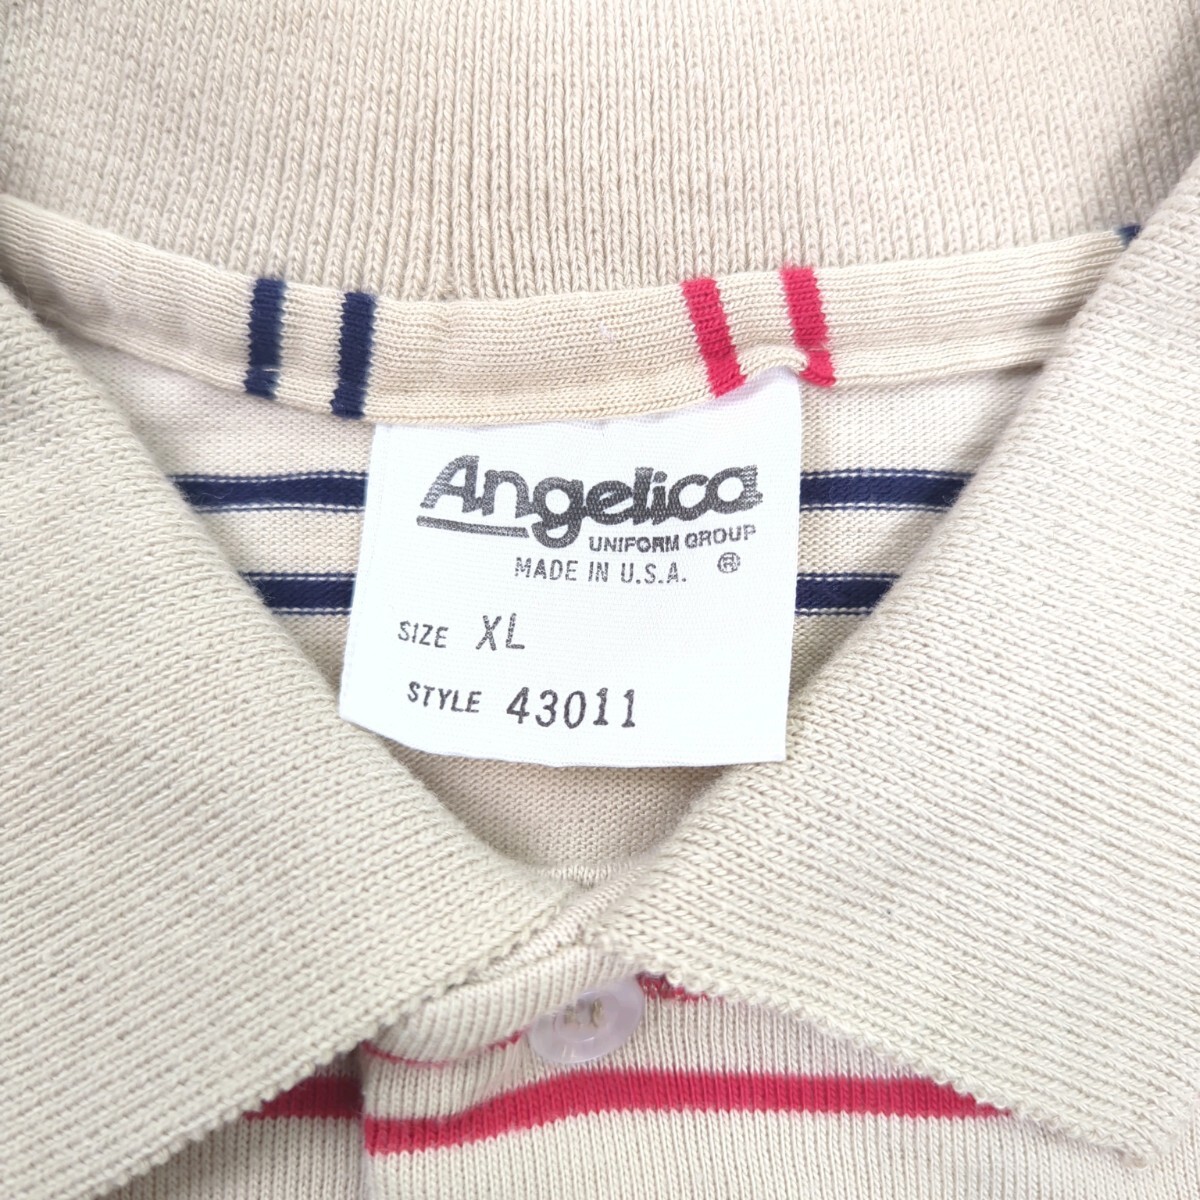 Angelica
UNIFORM GROUP
MADE IN U.S.A. ®
SIZE XL
STYLE 43011